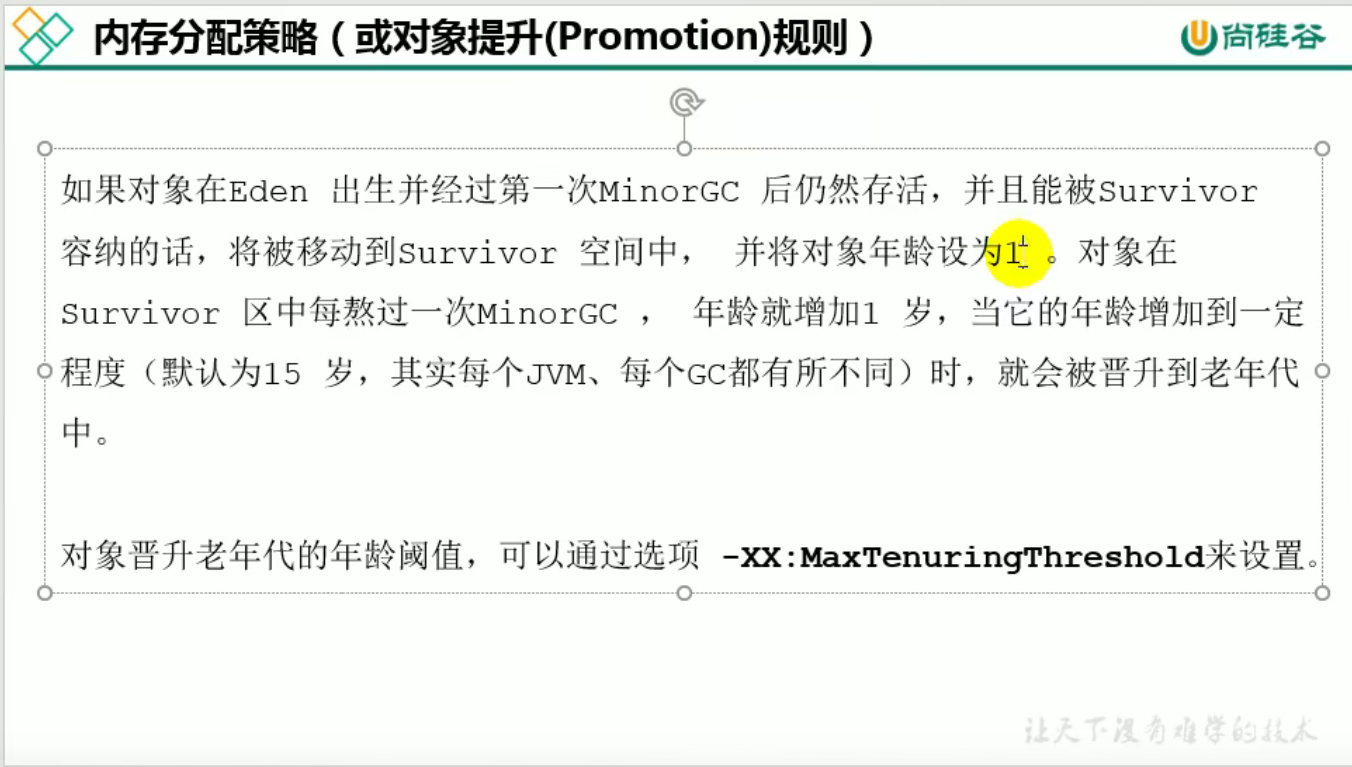 内存分配策略（或对象提升(Promotion)规则）
尚硅谷
如果对象在Eden 出生并经过第一次MinorGC 后仍然存活，并且能被Survivor
容纳的话，将被移动到Survivor 空间中， 并将对象年龄设为1 。对象在
Survivor 区中每熬过一次MinorGC ， 年龄就增加1 岁，当它的年龄增加到一定
程度（默认为15 岁，其实每个JVM、每个GC都有所不同）时，就会被晋升到老年代
中。
对象晋升老年代的年龄阈值，可以通过选项 -XX:MaxTenuringThreshold来设置。
让天下没有难学的技术